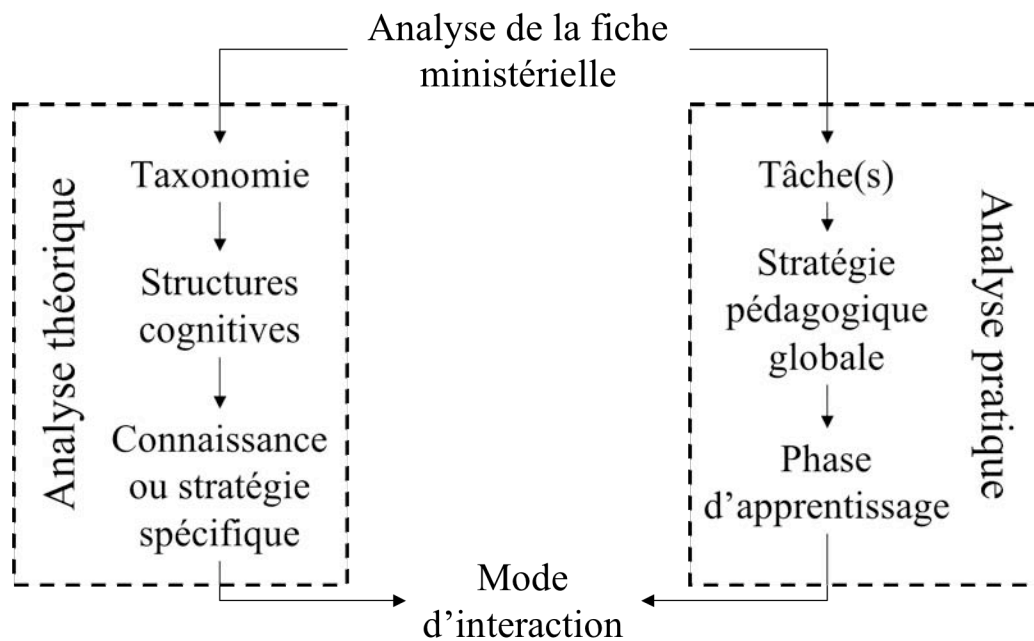 Analyse de la fiche
ministérielle
Analyse théorique
Taxonomie
Structures
cognitives
Connaissance
ou stratégie
spécifique
Tâche(s)
Stratégie
pédagogique
globale
Phase
d’apprentissage
Analyse pratique
Mode
d’interaction